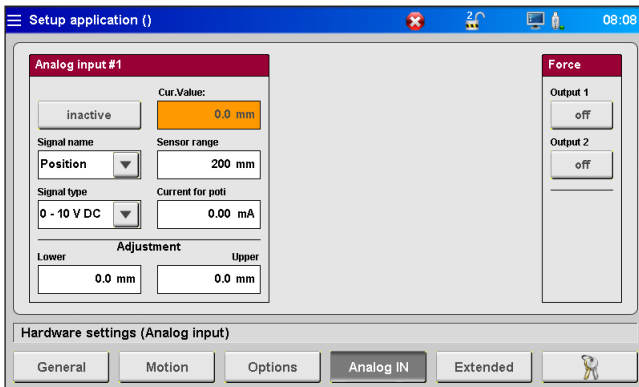 Setup application ()
2
08:08
Analog input #1
Cur.Value:
inactive
0.0 mm
Signal name
Sensor range
Position
200 mm
Signal type
Current for poti
0 - 10 V DC
0.00 mA
Adjustment
Lower
Upper
0.0 mm
0.0 mm
Force
Output 1
off
Output 2
off
Hardware settings (Analog input)
General
Motion
Options
Analog IN
Extended